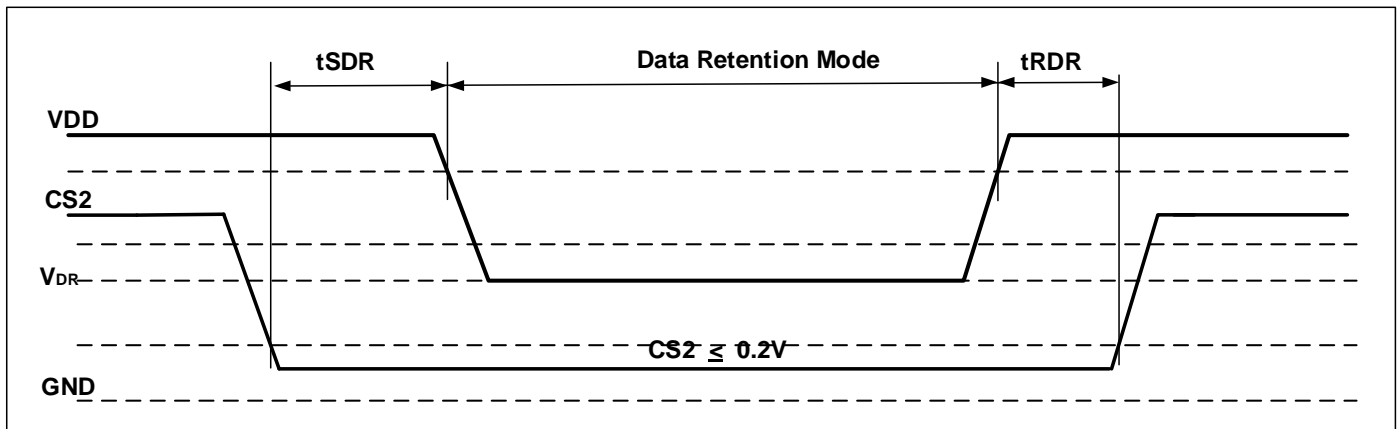 tSDR
Data Retention Mode
tRDR
VDD
CS2
VDR
CS2 ≤ 0.2V
GND